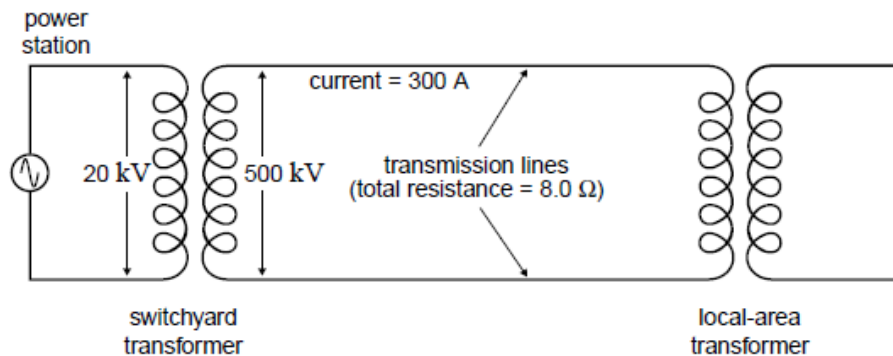 power
station
current = 300 A
20 kV
500 kV
transmission lines
(total resistance = 8.0 Ω)
switchyard
transformer
local-area
transformer